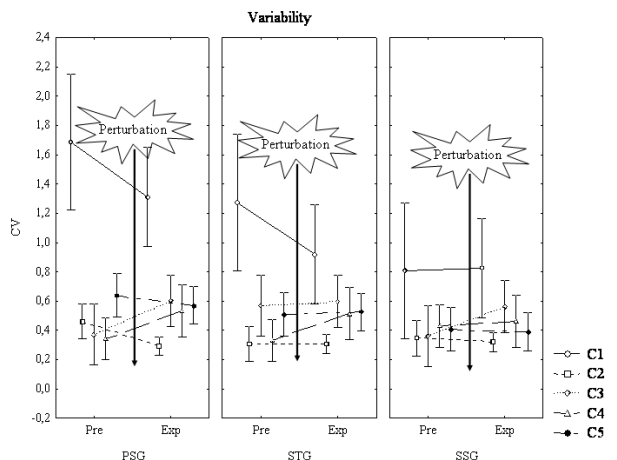 Variability
2,4
2,2
2,0
1,8
1,6
1,4
1,2
1,0
0,8
0,6
0,4
0,2
0,0
-0,2
CV
Perturbation
Perturbation
Perturbation
Pre Exp
Pre Exp
Pre Exp
PSG
STG
SSG
C1
C2
C3
C4
C5